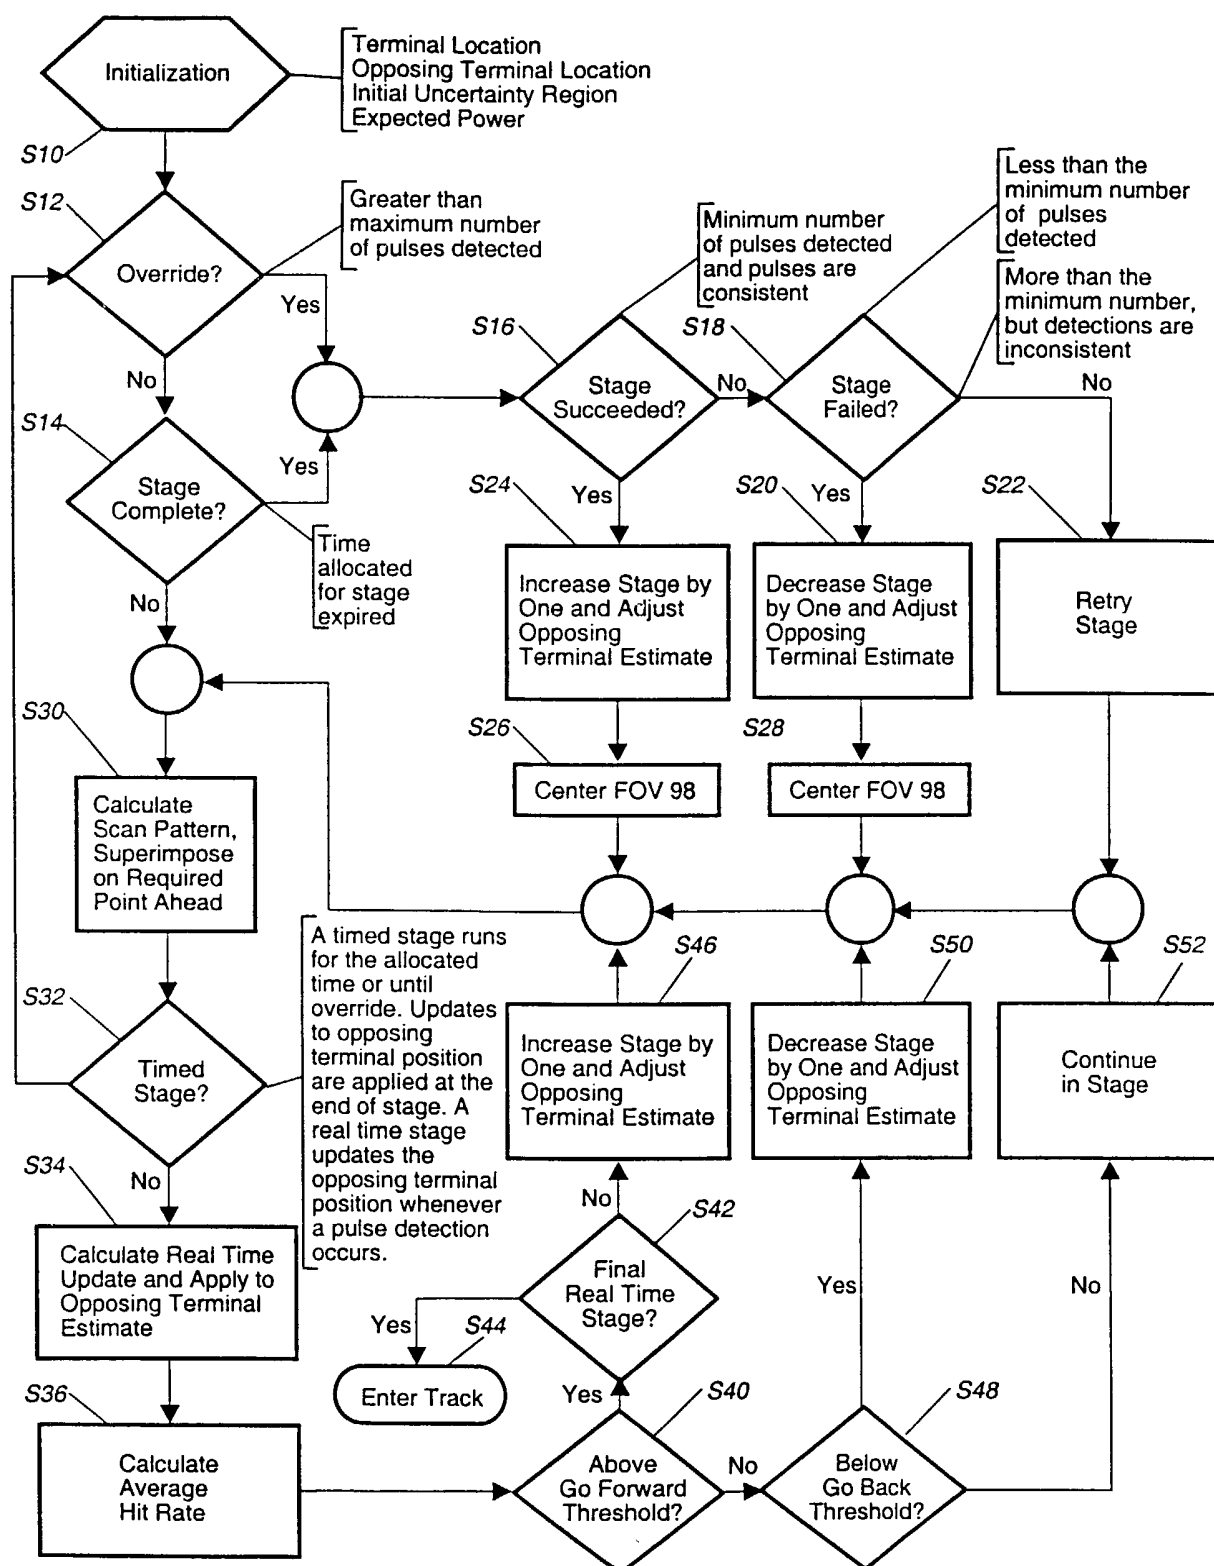 Initialization
Terminal Location
Opposing Terminal Location
Initial Uncertainty Region
Expected Power
S10
S12
Override?
Greater than
maximum number
of pulses detected
Yes
No
S14
Stage
Complete?
Yes
Time
allocated
for stage
expired
No
Minimum number
of pulses detected
and pulses are
consistent
S16
Stage
Succeeded?
No
Yes
Less than the
minimum number
of pulses
detected
More than the
minimum number,
but detections are
inconsistent
S18
Stage
Failed?
No
Yes
S24
Increase Stage by
One and Adjust
Opposing
Terminal Estimate
S20
Decrease Stage
by One and Adjust
Opposing
Terminal Estimate
S22
Retry
Stage
S26
Center FOV 98
S28
Center FOV 98
S30
Calculate
Scan Pattern,
Superimpose
on Required
Point Ahead
S32
Timed
Stage?
A timed stage runs
for the allocated
time or until
override. Updates
to opposing
terminal position
are applied at the
end of stage. A
real time stage
updates the
opposing terminal
position whenever
a pulse detection
occurs.
No
S34
Calculate Real Time
Update and Apply to
Opposing Terminal
Estimate
S36
Calculate
Average
Hit Rate
S46
Increase Stage by
One and Adjust
Opposing
Terminal Estimate
S50
Decrease Stage
by One and Adjust
Opposing
Terminal Estimate
S52
Continue
in Stage
No
S42
Final
Real Time
Stage?
Yes
S44
Enter Track
Yes
S40
Above
Go Forward
Threshold?
No
Yes
S48
Below
Go Back
Threshold?
No